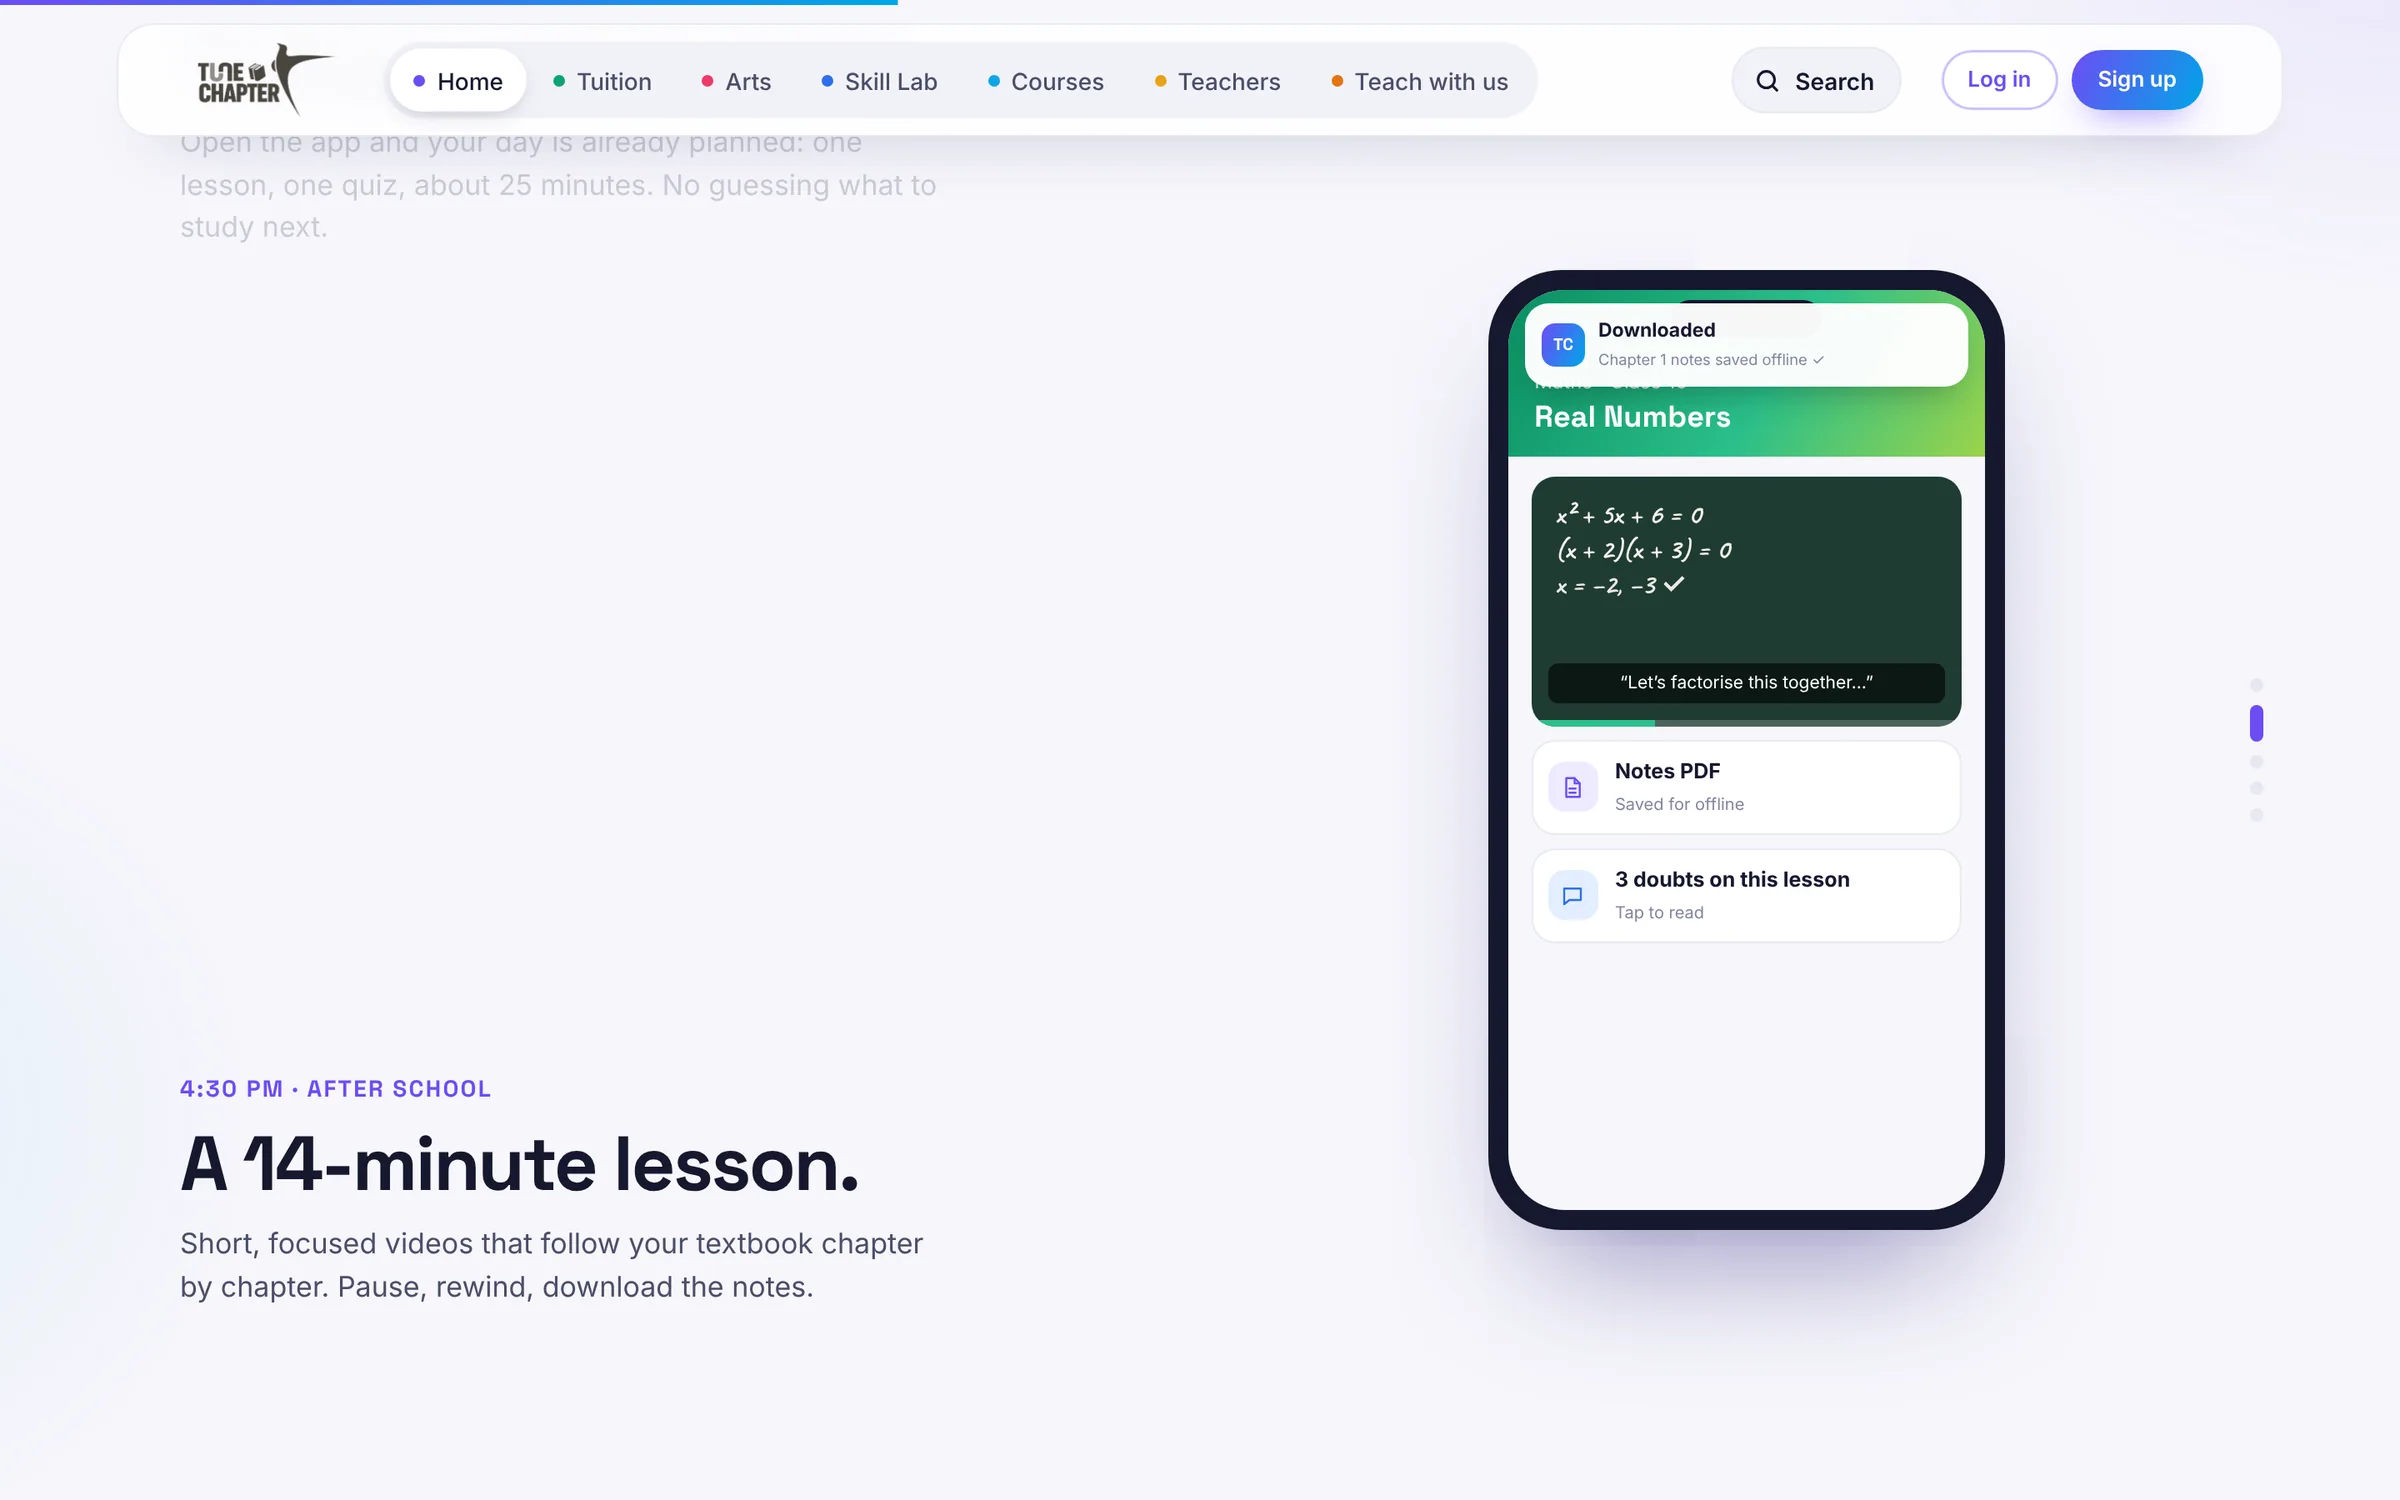 TUNE
CHAPTER
Home
Tuition
Arts
Skill Lab
Courses
Teachers
Teach with us
Search
Log in
Sign up
Open the app and your day is already planned: one
lesson, one quiz, about 25 minutes. No guessing what to
study next.
TC
Downloaded
Chapter 1 notes saved offline ✓
Real Numbers
x² + 5x + 6 = 0
(x + 2)(x + 3) = 0
x = −2, −3 ✓
“Let’s factorise this together…”
Notes PDF
Saved for offline
3 doubts on this lesson
Tap to read
4:30 PM · AFTER SCHOOL
A 14-minute lesson.
Short, focused videos that follow your textbook chapter
by chapter. Pause, rewind, download the notes.